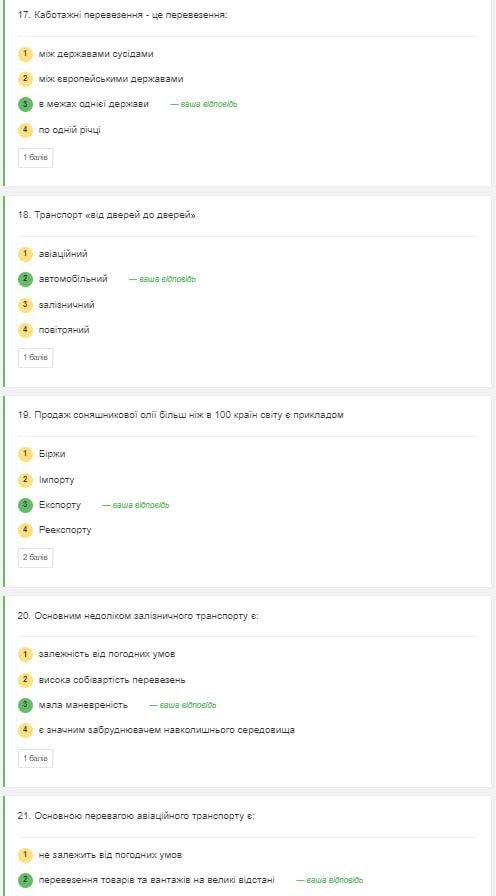 17. Каботажні перевезення - це перевезення:
1 між державами сусідами
2 між європейськими державами
3 в межах однієї держави — ваша відповідь
4 по одній річці
1 балів
18. Транспорт «від дверей до дверей»
1 авіаційний
2 автомобільний — ваша відповідь
3 залізничний
4 повітряний
1 балів
19. Продаж соняшникової олії більш ніж в 100 країн світу є прикладом
1 Біржи
2 Імпорту
3 Експорту — ваша відповідь
4 Реекспорту
2 балів
20. Основним недоліком залізничного транспорту є:
1 залежність від погодних умов
2 висока собівартість перевезень
3 мала маневреність — ваша відповідь
4 є значним забруднювачем навколишнього середовища
1 балів
21. Основною перевагою авіаційного транспорту є:
1 не залежить від погодних умов
2 перевезення товарів та вантажів на великі відстані — ваша відповідь